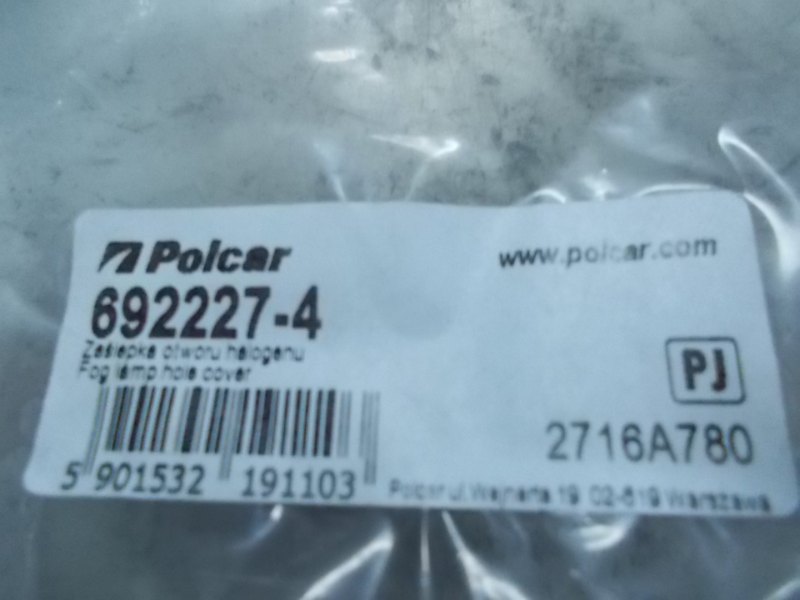 Polcar
www.polcar.com
692227-4
Zaślepka otworu halogenu
Fog lamp hole cover
PJ
2716A780
5 901532 191103
Polcar ul. Wejnerta 19 02-619 Warszawa